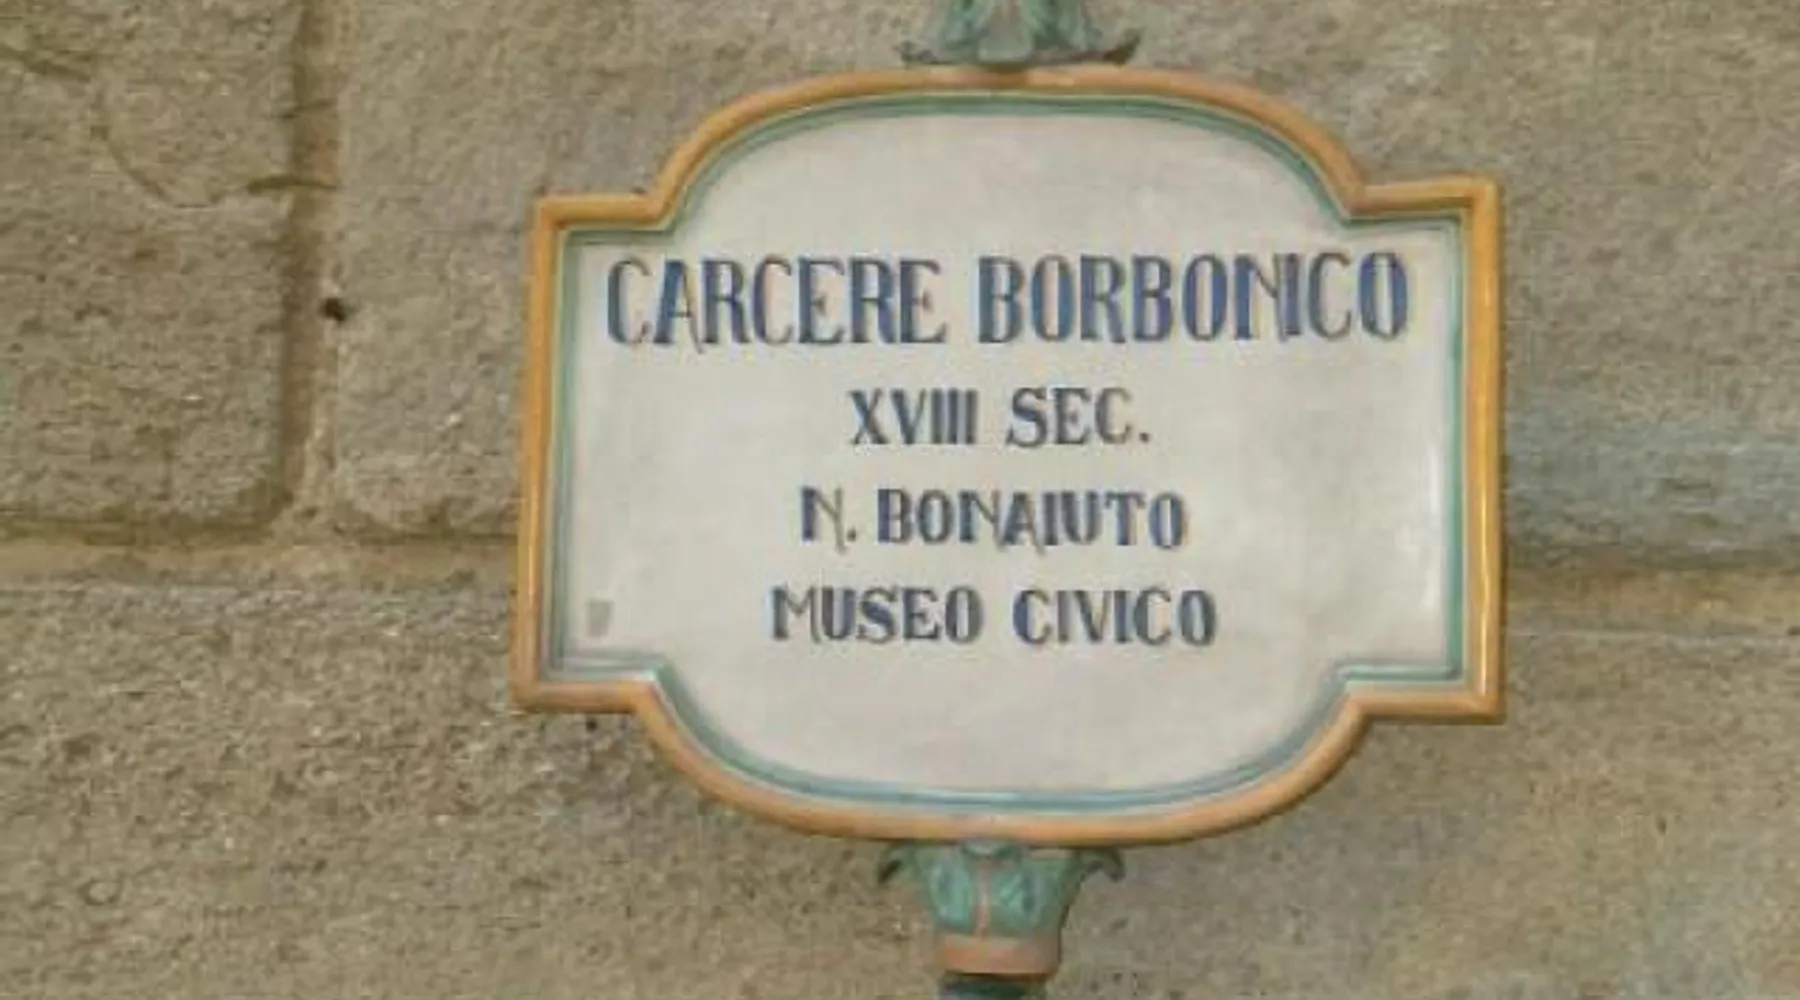 CARCERE BORBONICO
XVIII SEC.
N. BONAIUTO
MUSEO CIVICO